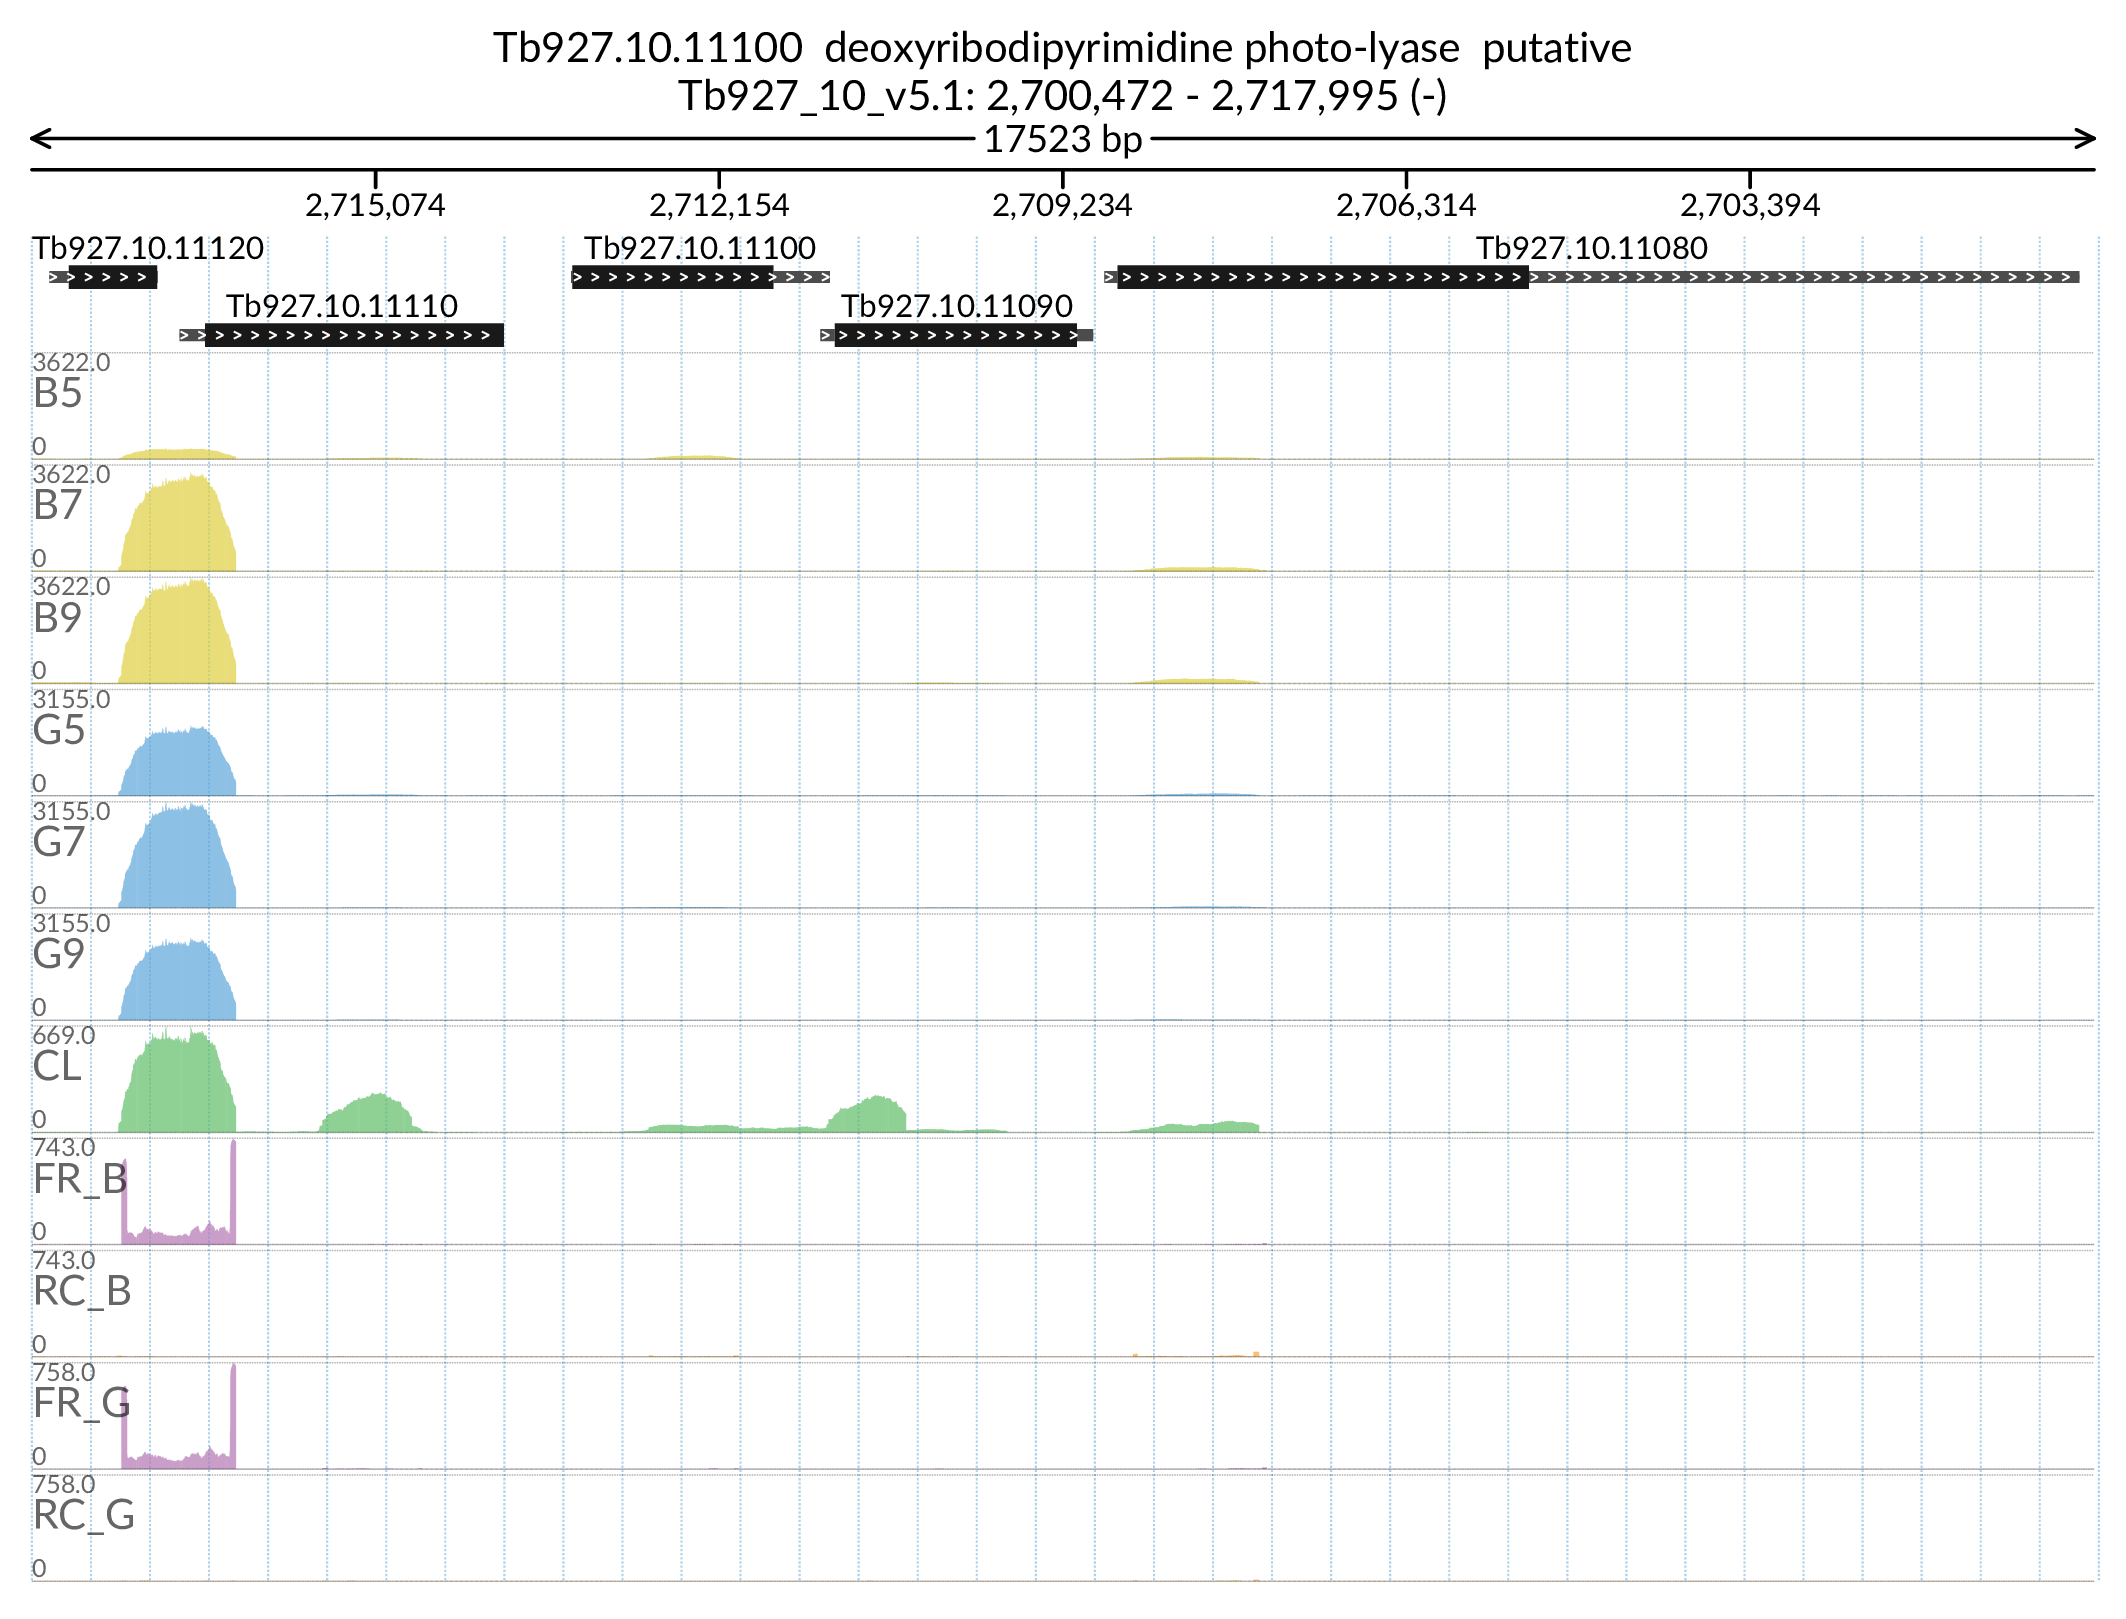 Tb927.10.11100 deoxyribodipyrimidine photo-lyase putative
Tb927_10_v5.1: 2,700,472 - 2,717,995 (-)
17523 bp
2,715,074 2,712,154 2,709,234 2,706,314 2,703,394
Tb927.10.11120 Tb927.10.11100 Tb927.10.11080
Tb927.10.11110 Tb927.10.11090
3622.0
B5
0
3622.0
B7
0
3622.0
B9
0
3155.0
G5
0
3155.0
G7
0
3155.0
G9
0
669.0
CL
0
743.0
FR_B
0
743.0
RC_B
0
758.0
FR_G
0
758.0
RC_G
0